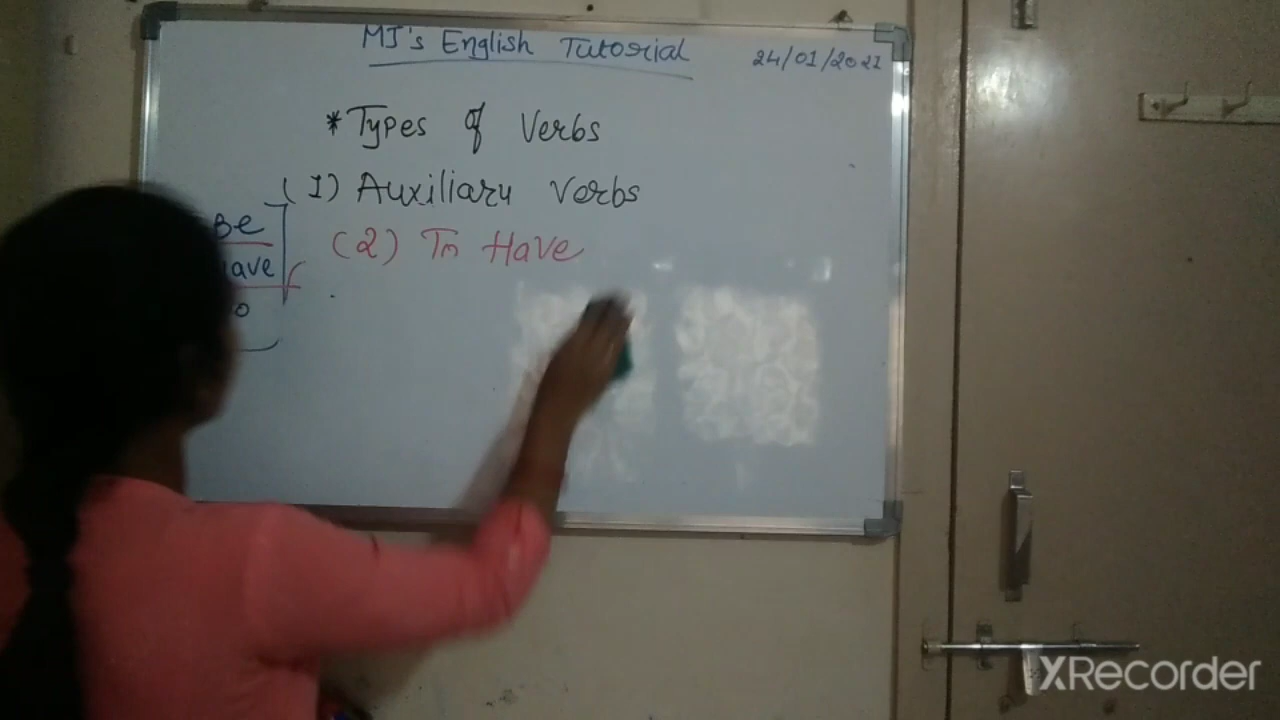 MJ's English Tutorial 24/01/2021
*Types of Verbs
(1) Auxiliary Verbs
Be
(2) To Have
ave
o
XRecorder